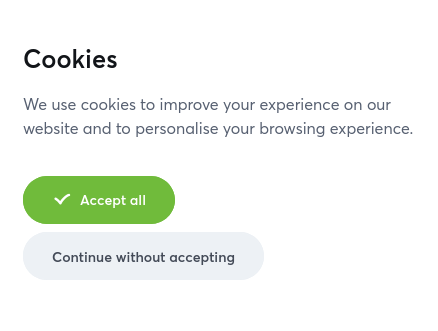 Cookies
We use cookies to improve your experience on our
website and to personalise your browsing experience.
Accept all
Continue without accepting